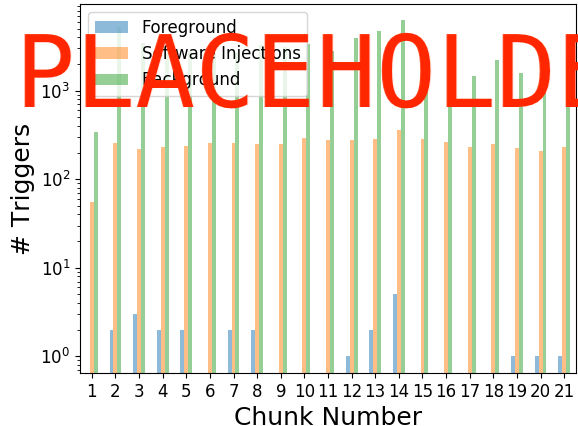 Foreground
Software Injections
Background
PLACEHOLDE
10³
10²
10¹
10⁰
# Triggers
1 2 3 4 5 6 7 8 9 10 11 12 13 14 15 16 17 18 19 20 21
Chunk Number